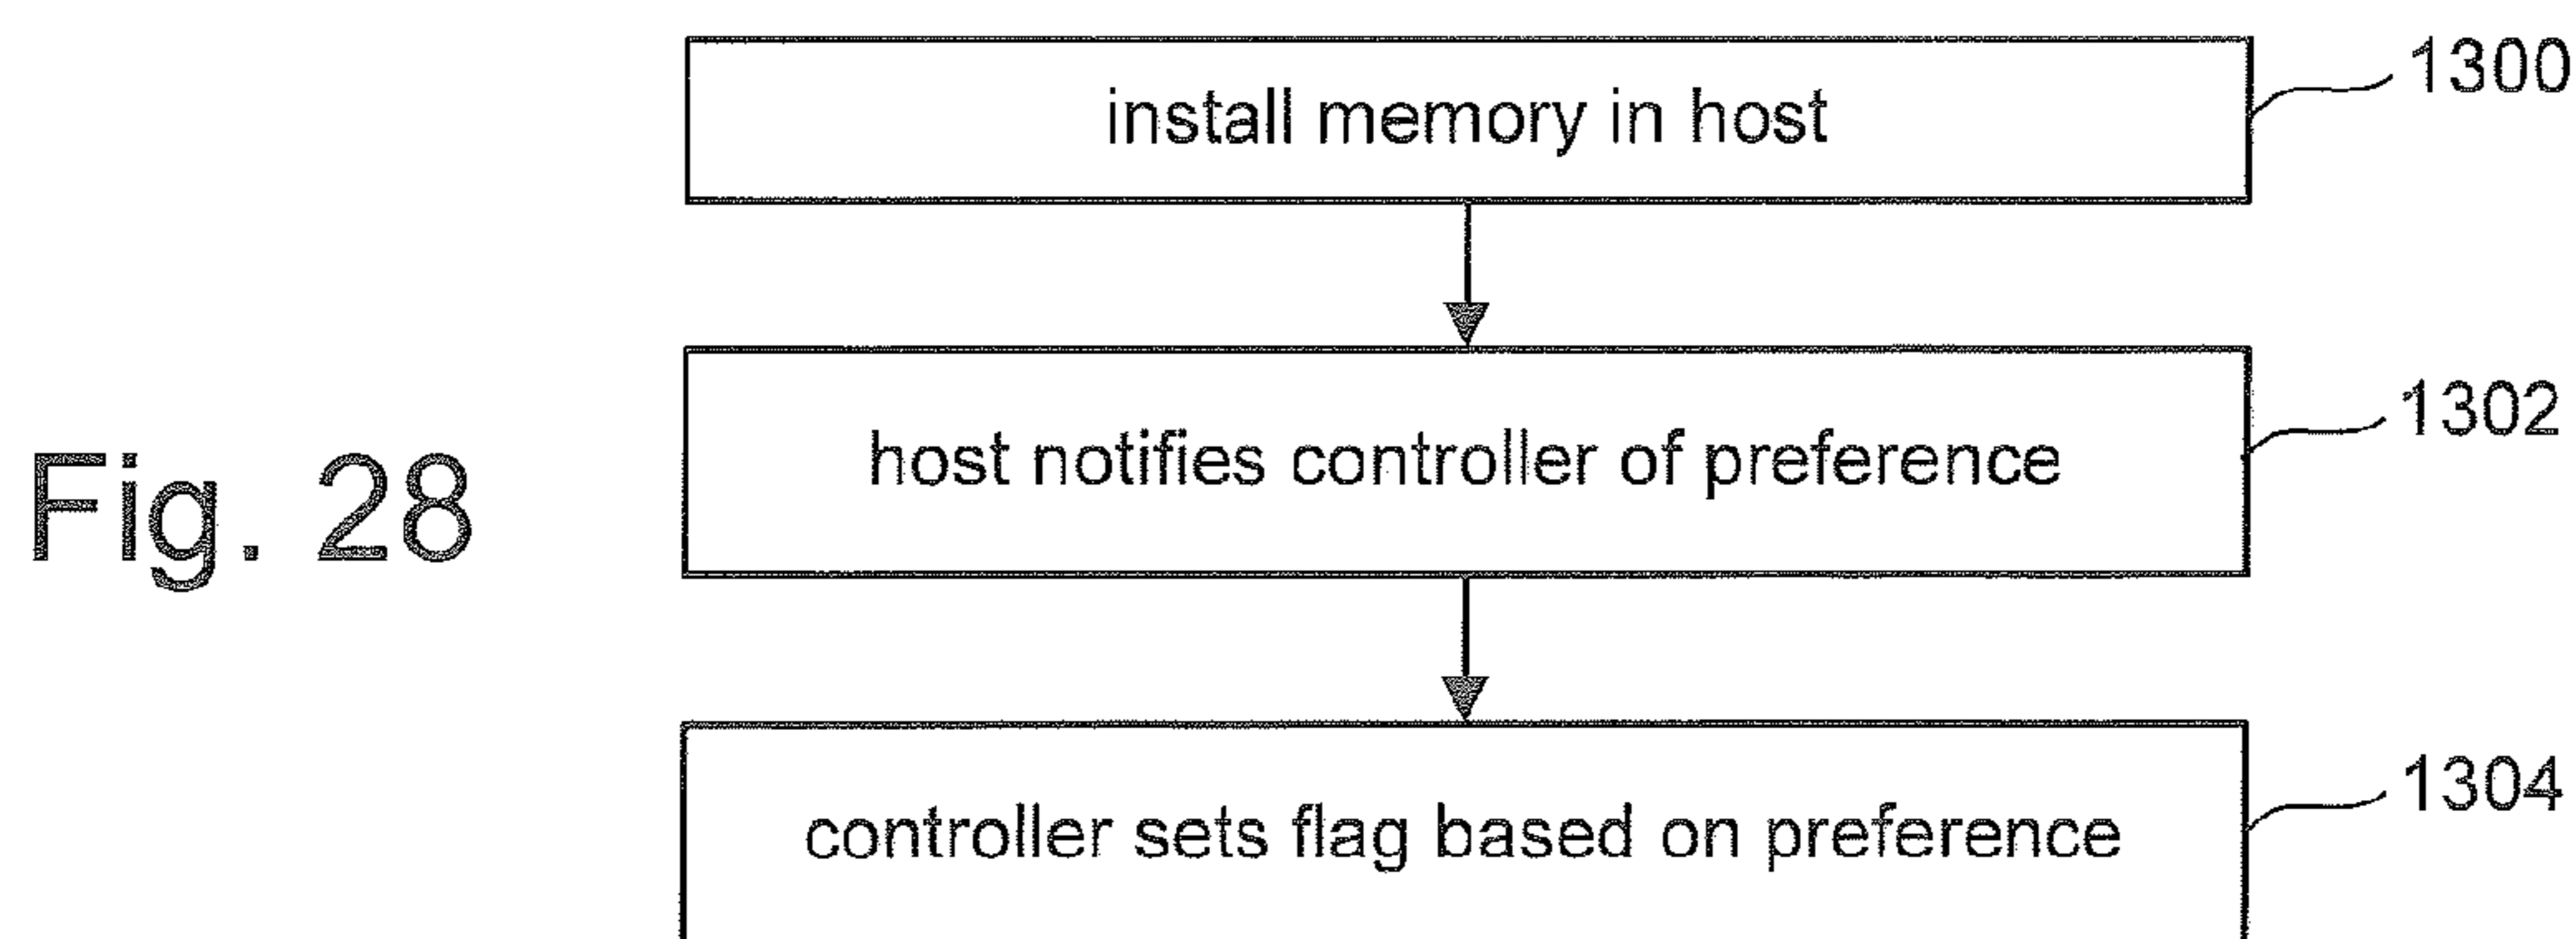 install memory in host
1300
host notifies controller of preference
1302
Fig. 28
controller sets flag based on preference
1304